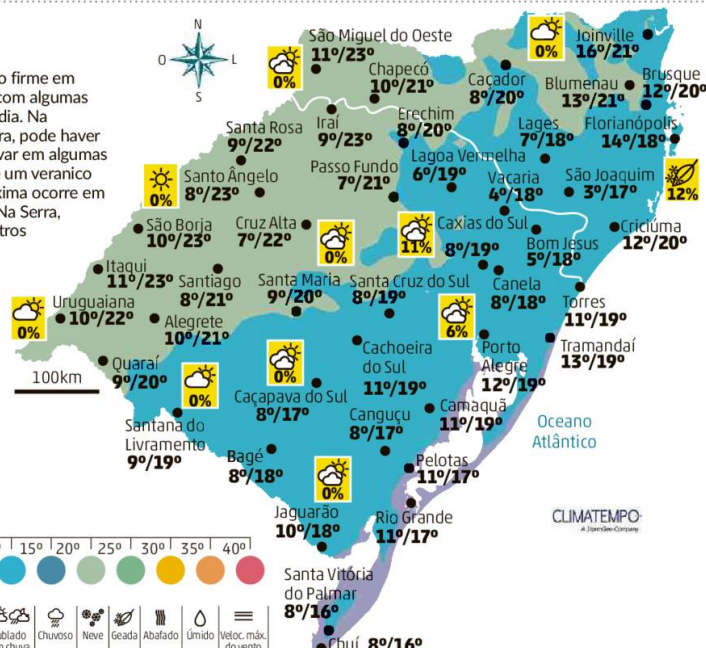 N
O
L
S
o firme em
com algumas
dia. Na
ra, pode haver
var em algumas
um veranico
xima ocorre em
Na Serra,
tros
São Miguel do Oeste
11º/23º
0%
Chapecó
10º/21º
0%
Caçador
8º/20º
Joinville
16º/21º
Blumenau
13º/21º
Brusque
12º/20º
Florianópolis
14º/18º
12%
Lages
7º/18º
São Joaquim
3º/17º
Criciúma
12º/20º
Iraí
9º/23º
Erechim
8º/20º
Lagoa Vermelha
6º/19º
Vacaria
4º/18º
Santa Rosa
9º/22º
Passo Fundo
7º/21º
0%
Santo Ângelo
8º/23º
São Borja
10º/23º
Cruz Alta
7º/22º
0%
11%
Caxias do Sul
8º/19º
Bom Jesus
5º/18º
Canela
8º/18º
Itaqui
11º/23º
Santiago
8º/21º
Santa Maria
9º/20º
Santa Cruz do Sul
8º/19º
Torres
11º/19º
0%
Uruguaiana
10º/22º
Alegrete
10º/21º
6%
Tramandaí
13º/19º
Porto
Alegre
12º/19º
Quaraí
9º/20º
100km
0%
0%
Cachoeira
do Sul
11º/19º
Caçapava do Sul
8º/17º
Camaquã
11º/19º
Canguçu
8º/17º
Santana do
Livramento
9º/19º
Oceano
Atlântico
Bagé
8º/18º
0%
Pelotas
11º/17º
Jaguarão
10º/18º
Rio Grande
11º/17º
CLIMATEMPO
A StormGeo Company
15º 20º 25º 30º 35º 40º
Santa Vitória
do Palmar
8º/16º
Chuí 8º/16º
Chuvoso
Neve
Geada
Abafado
Úmido
Veloc. máx.
do vento